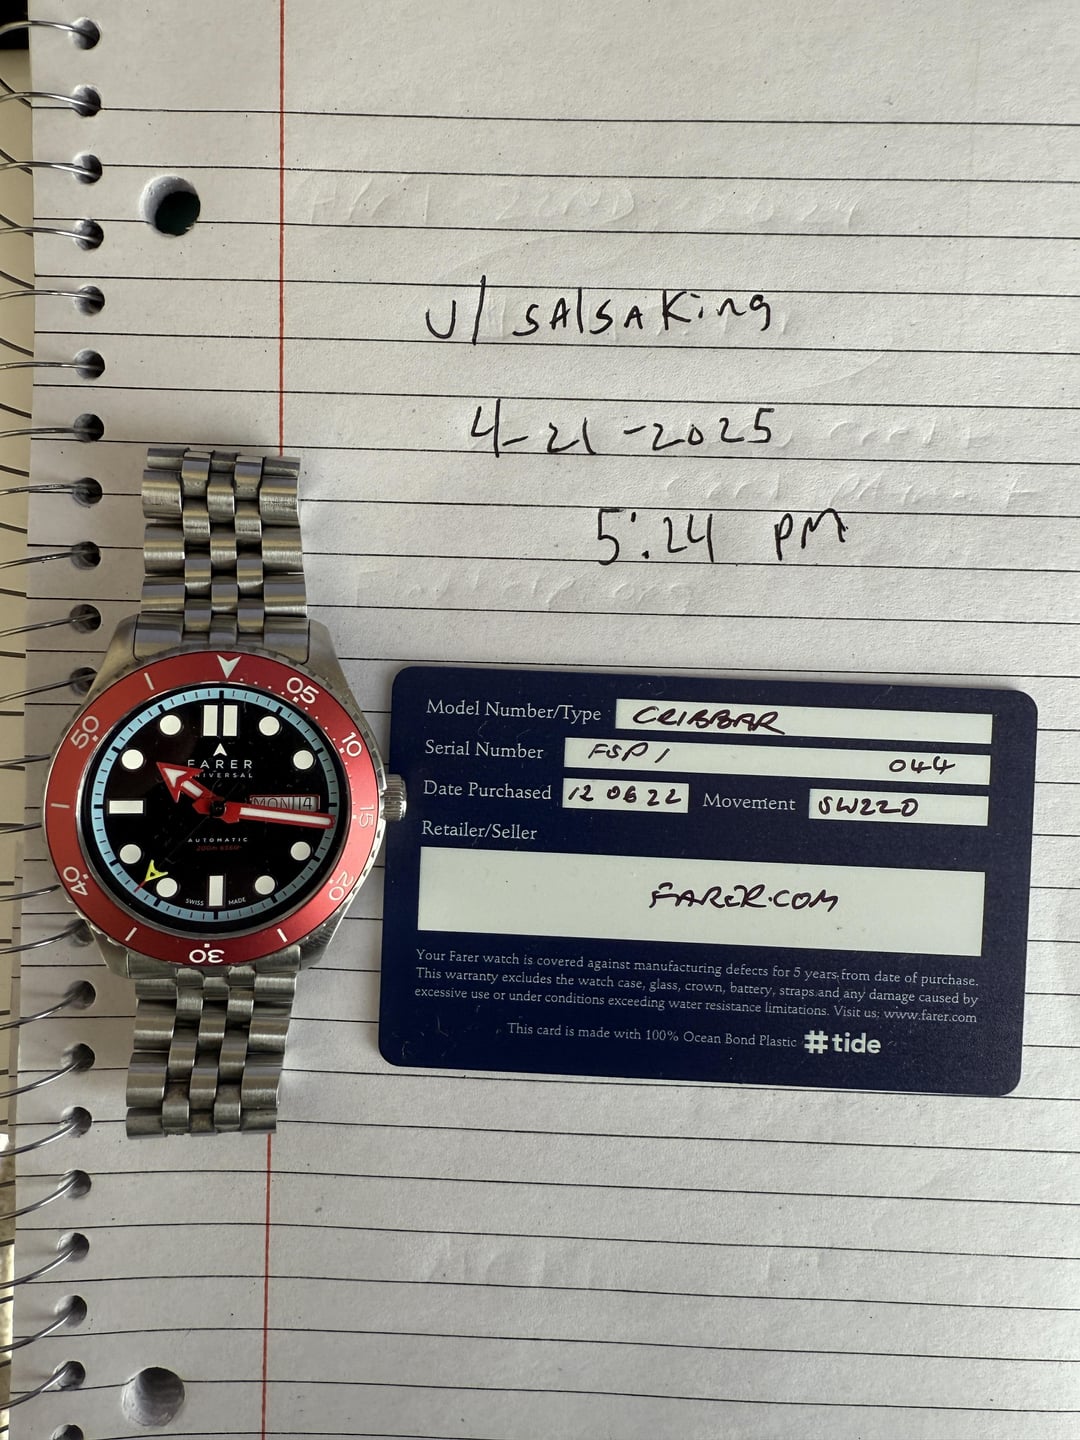 u/ SAlSAKing
4-21-2025
5:24 PM
05
10
15
20
30
40
50
FARER
UNIVERSAL
MON 14
AUTOMATIC
SWISS MADE
Model Number/Type CRIBBAR
Serial Number FSP1 044
Date Purchased 12 06 22 Movement SW220
Retailer/Seller
FARER.COM
Your Farer watch is covered against manufacturing defects for 5 years from date of purchase.
This warranty excludes the watch case, glass, crown, battery, straps and any damage caused by
excessive use or under conditions exceeding water resistance limitations. Visit us: www.farer.com
This card is made with 100% Ocean Bond Plastic #tide